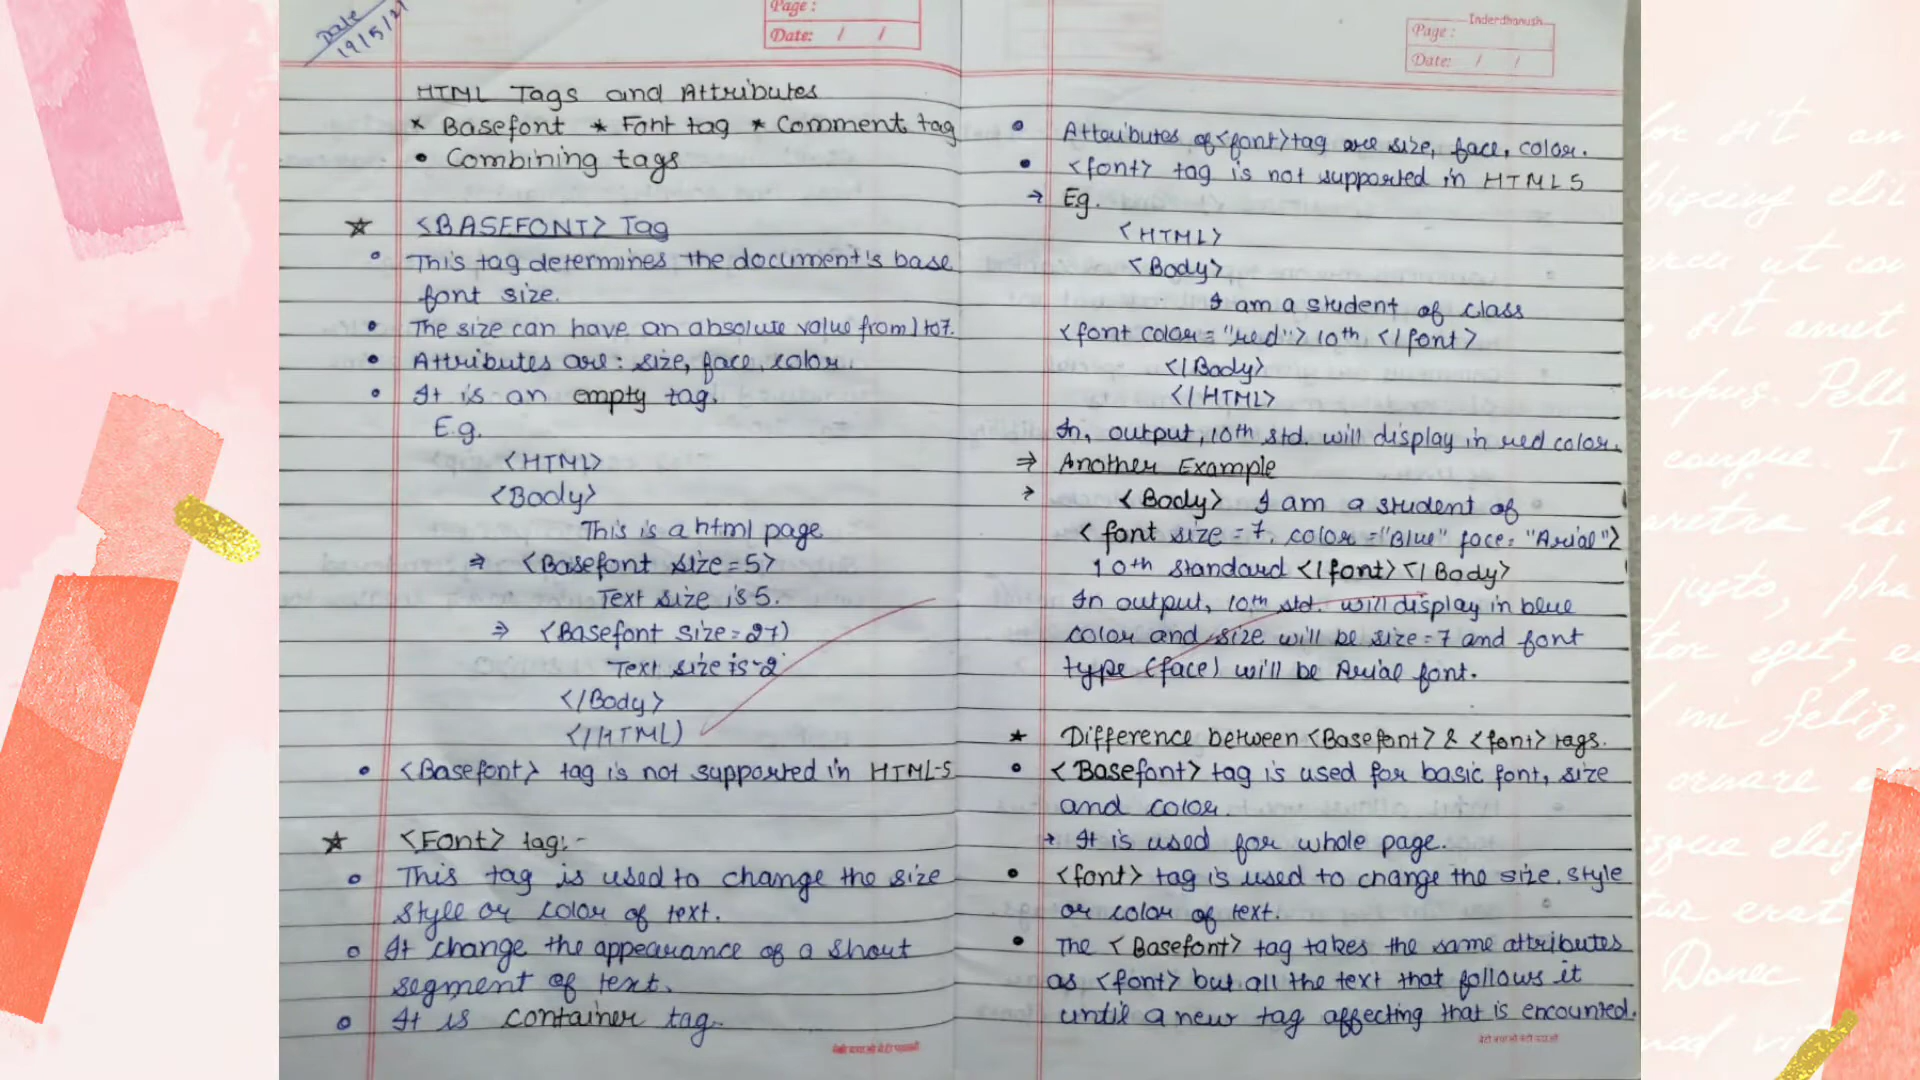 Date
19/5/21
Page :
Date: / /
HTML Tags and Attributes
* Basefont * Font tag * Comment tag
• Combining tags
☆ <BASEFONT> Tag
• This tag determines the document's base
font size.
• The size can have an absolute value from 1 to 7.
• Attributes are: size, face, color.
• It is an empty tag.
E.g.
<HTML>
<Body>
This is a html page
⇒ <Basefont size=5>
Text size is 5.
⇒ <Basefont size=27)
Text size is -2
</Body>
</HTML)
• <Basefont> tag is not supported in HTML-5
☆ <Font> tag:-
• This tag is used to change the size
style or color of text.
• It change the appearance of a short
segment of text.
• It is container tag.
बेटी बचाओ बेटी पढ़ाओ
Inderdhanush
Page :
Date: / /
• Attributes of <font> tag are size, face, color.
• <font> tag is not supported in HTML5
→ Eg.
<HTML>
<Body>
I am a student of class
<font color="red"> 10th </font>
</Body>
</HTML>
In, output, 10th std. will display in red color.
⇒ Another Example
→ <Body> I am a student of
<font size =7, color ="Blue" face= "Arial">
10th standard </font> </Body>
In output, 10th std. will display in blue
color and size will be size=7 and font
type (face) will be Arial font.
* Difference between <Basefont> & <font> tags.
• <Basefont> tag is used for basic font, size
and color.
→ It is used for whole page.
• <font> tag is used to change the size, style
or color of text.
• The <Basefont> tag takes the same attributes
as <font> but all the text that follows it
until a new tag affecting that is encounted.
बेटी बचाओ बेटी पढ़ाओ